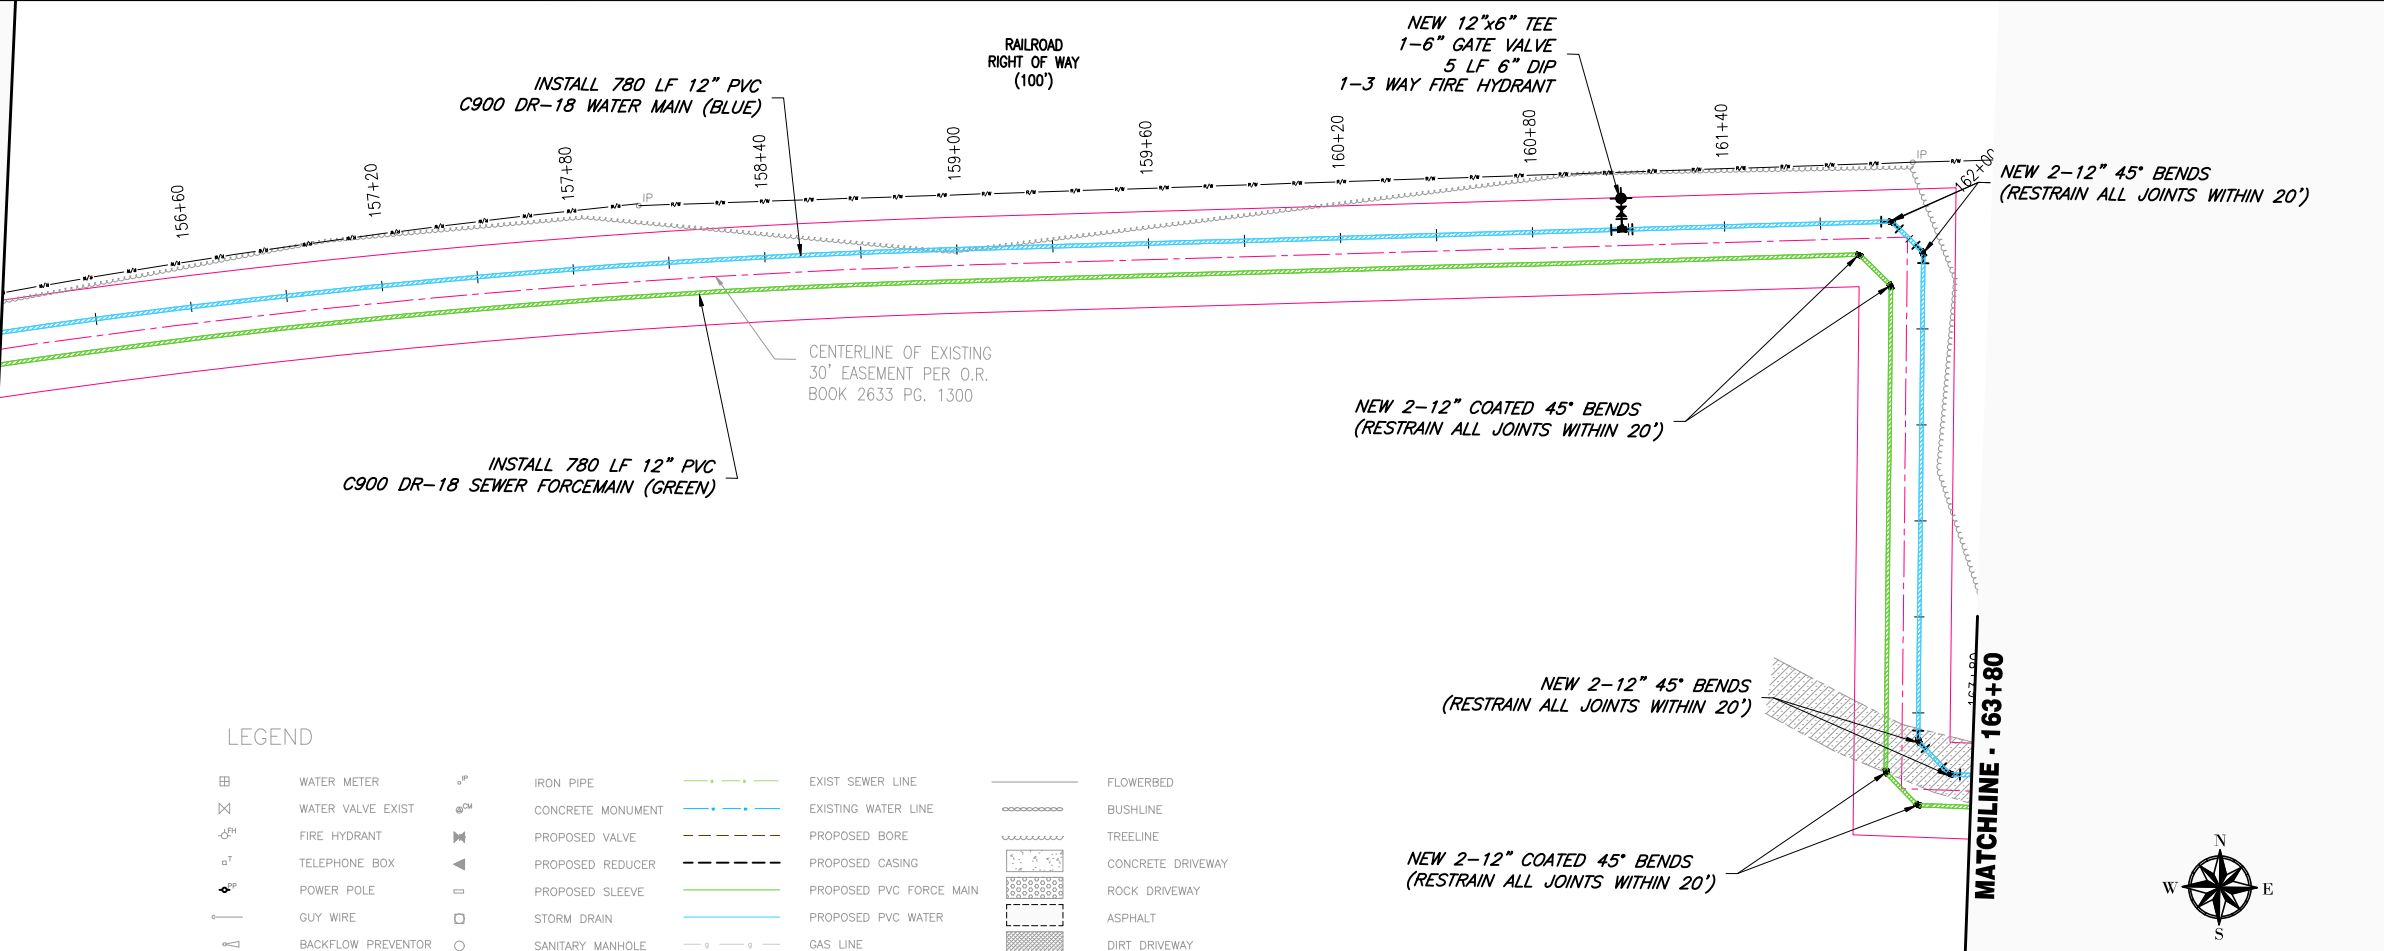 NEW 12"x6" TEE
1-6" GATE VALVE
5 LF 6" DIP
1-3 WAY FIRE HYDRANT
RAILROAD
RIGHT OF WAY
(100')
INSTALL 780 LF 12" PVC
C900 DR-18 WATER MAIN (BLUE)
156+60
157+20
157+80
158+40
159+00
159+60
160+20
160+80
161+40
IP
IP
NEW 2-12" 45° BENDS
(RESTRAIN ALL JOINTS WITHIN 20')
CENTERLINE OF EXISTING
30' EASEMENT PER O.R.
BOOK 2633 PG. 1300
NEW 2-12" COATED 45° BENDS
(RESTRAIN ALL JOINTS WITHIN 20')
INSTALL 780 LF 12" PVC
C900 DR-18 SEWER FORCEMAIN (GREEN)
NEW 2-12" 45° BENDS
(RESTRAIN ALL JOINTS WITHIN 20')
MATCHLINE - 163+80
NEW 2-12" COATED 45° BENDS
(RESTRAIN ALL JOINTS WITHIN 20')
LEGEND
WATER METER
WATER VALVE EXIST
FH FIRE HYDRANT
T TELEPHONE BOX
PP POWER POLE
GUY WIRE
BACKFLOW PREVENTOR
IP IRON PIPE
CM CONCRETE MONUMENT
PROPOSED VALVE
PROPOSED REDUCER
PROPOSED SLEEVE
STORM DRAIN
SANITARY MANHOLE
EXIST SEWER LINE
EXISTING WATER LINE
PROPOSED BORE
PROPOSED CASING
PROPOSED PVC FORCE MAIN
PROPOSED PVC WATER
g g GAS LINE
FLOWERBED
BUSHLINE
TREELINE
CONCRETE DRIVEWAY
ROCK DRIVEWAY
ASPHALT
DIRT DRIVEWAY
N
W
E
S